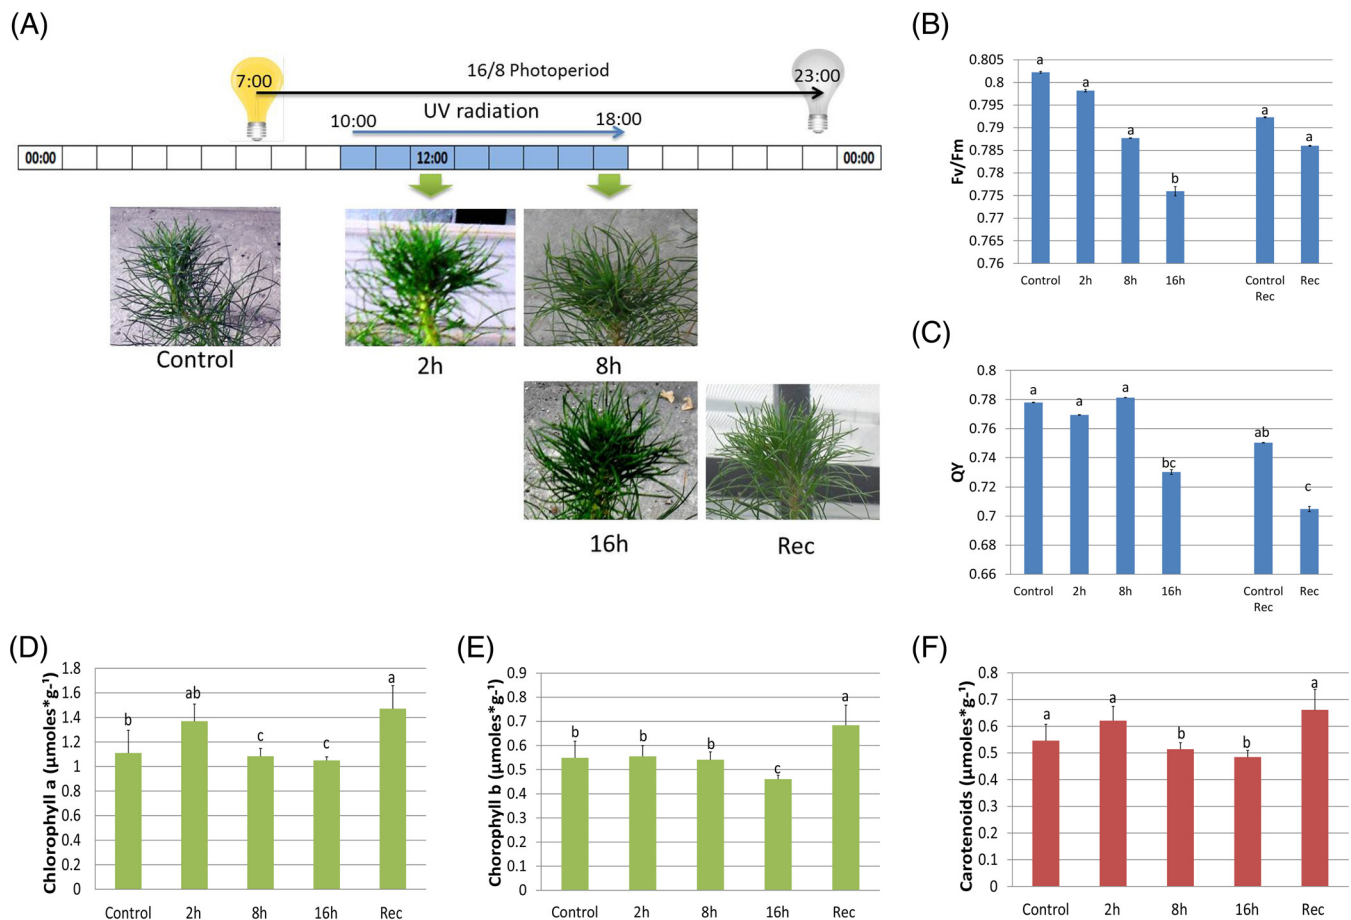 (A)
7:00
16/8 Photoperiod
23:00
UV radiation
10:00
18:00
00:00
12:00
00:00
Control
2h
8h
16h
Rec
(B)
Fv/Fm
0.805
0.8
0.795
0.79
0.785
0.78
0.775
0.77
0.765
0.76
a
a
a
b
a
a
Control
2h
8h
16h
Control
Rec
Rec
(C)
QY
0.8
0.78
0.76
0.74
0.72
0.7
0.68
0.66
a
a
a
bc
ab
c
Control
2h
8h
16h
Control
Rec
Rec
(D)
Chlorophyll a (µmoles*g-¹)
1.8
1.6
1.4
1.2
1
0.8
0.6
0.4
0.2
0
b
ab
c
c
a
Control
2h
8h
16h
Rec
(E)
Chorophyll b (µmoles*g-¹)
0.9
0.8
0.7
0.6
0.5
0.4
0.3
0.2
0.1
0
b
b
b
c
a
Control
2h
8h
16h
Rec
(F)
Carotenoids (µmoles*g-¹)
0.8
0.7
0.6
0.5
0.4
0.3
0.2
0.1
0
a
a
b
b
a
Control
2h
8h
16h
Rec